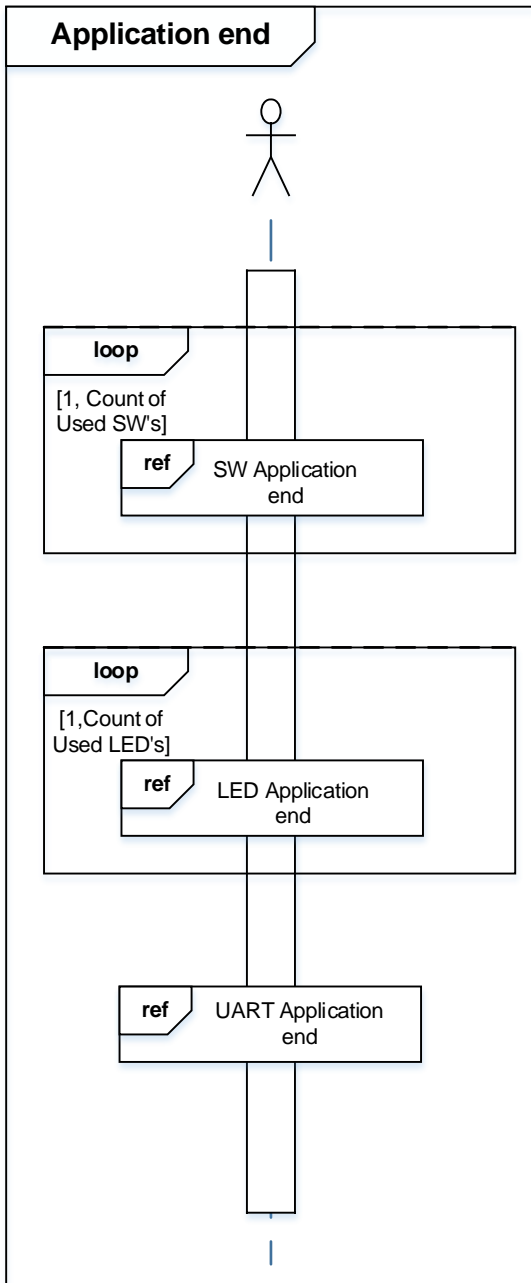 Application end
loop
[1, Count of
Used SW's]
ref
SW Application
end
loop
[1,Count of
Used LED's]
ref
LED Application
end
ref
UART Application
end